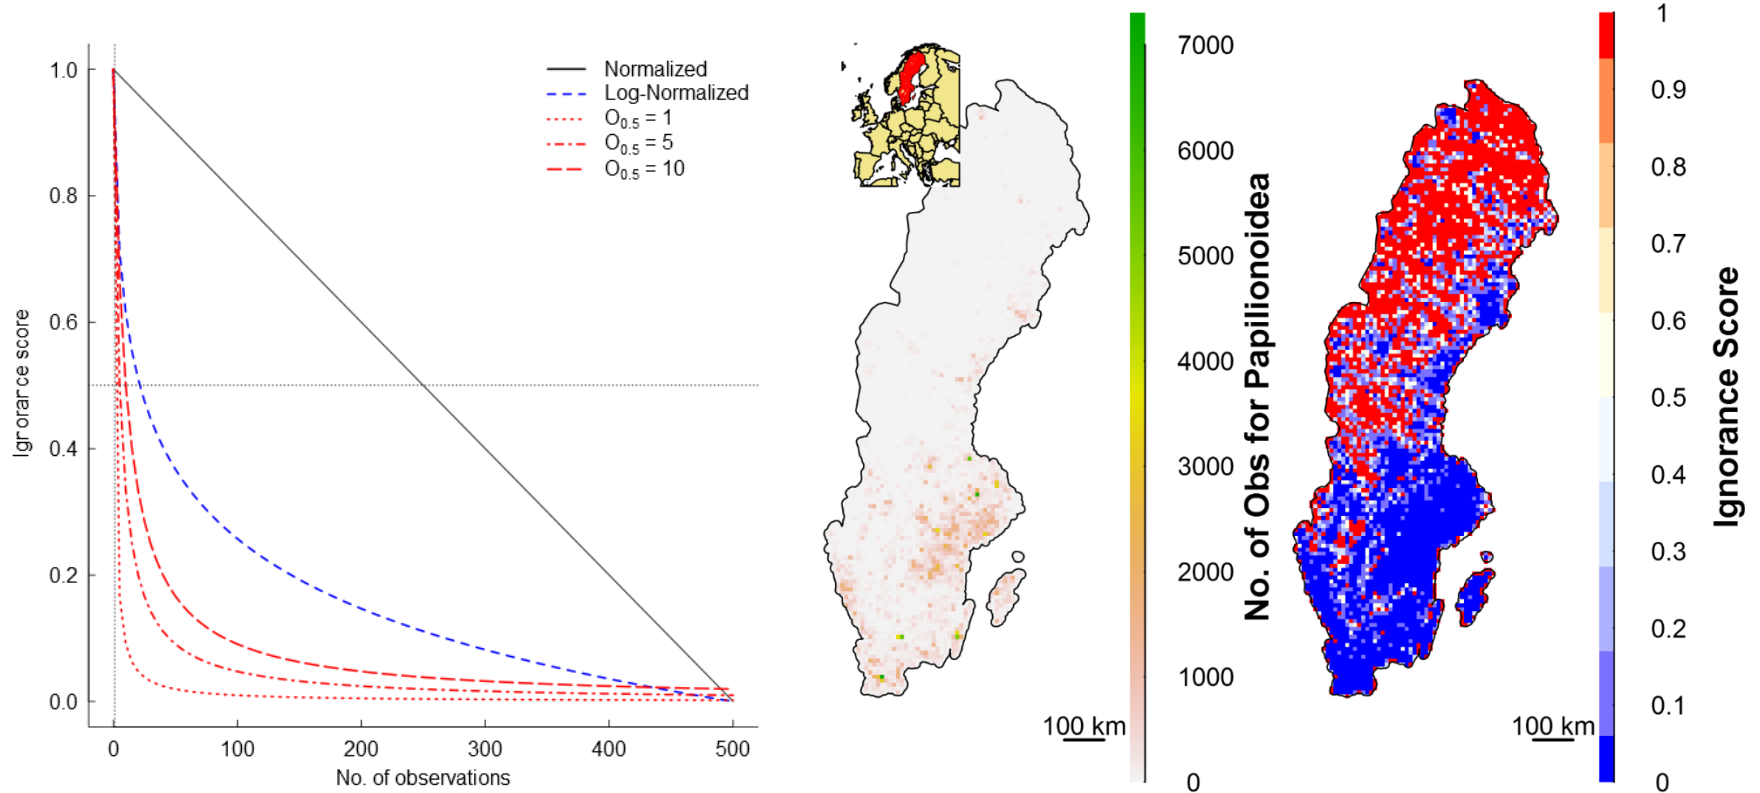 1.0
0.8
0.6
0.4
0.2
0.0
Ignorance score
0
100
200
300
400
500
No. of observations
Normalized
Log-Normalized
O0.5 = 1
O0.5 = 5
O0.5 = 10
100 km
7000
6000
5000
4000
3000
2000
1000
0
No. of Obs for Papilionoidea
100 km
1
0.9
0.8
0.7
0.6
0.5
0.4
0.3
0.2
0.1
0
Ignorance Score